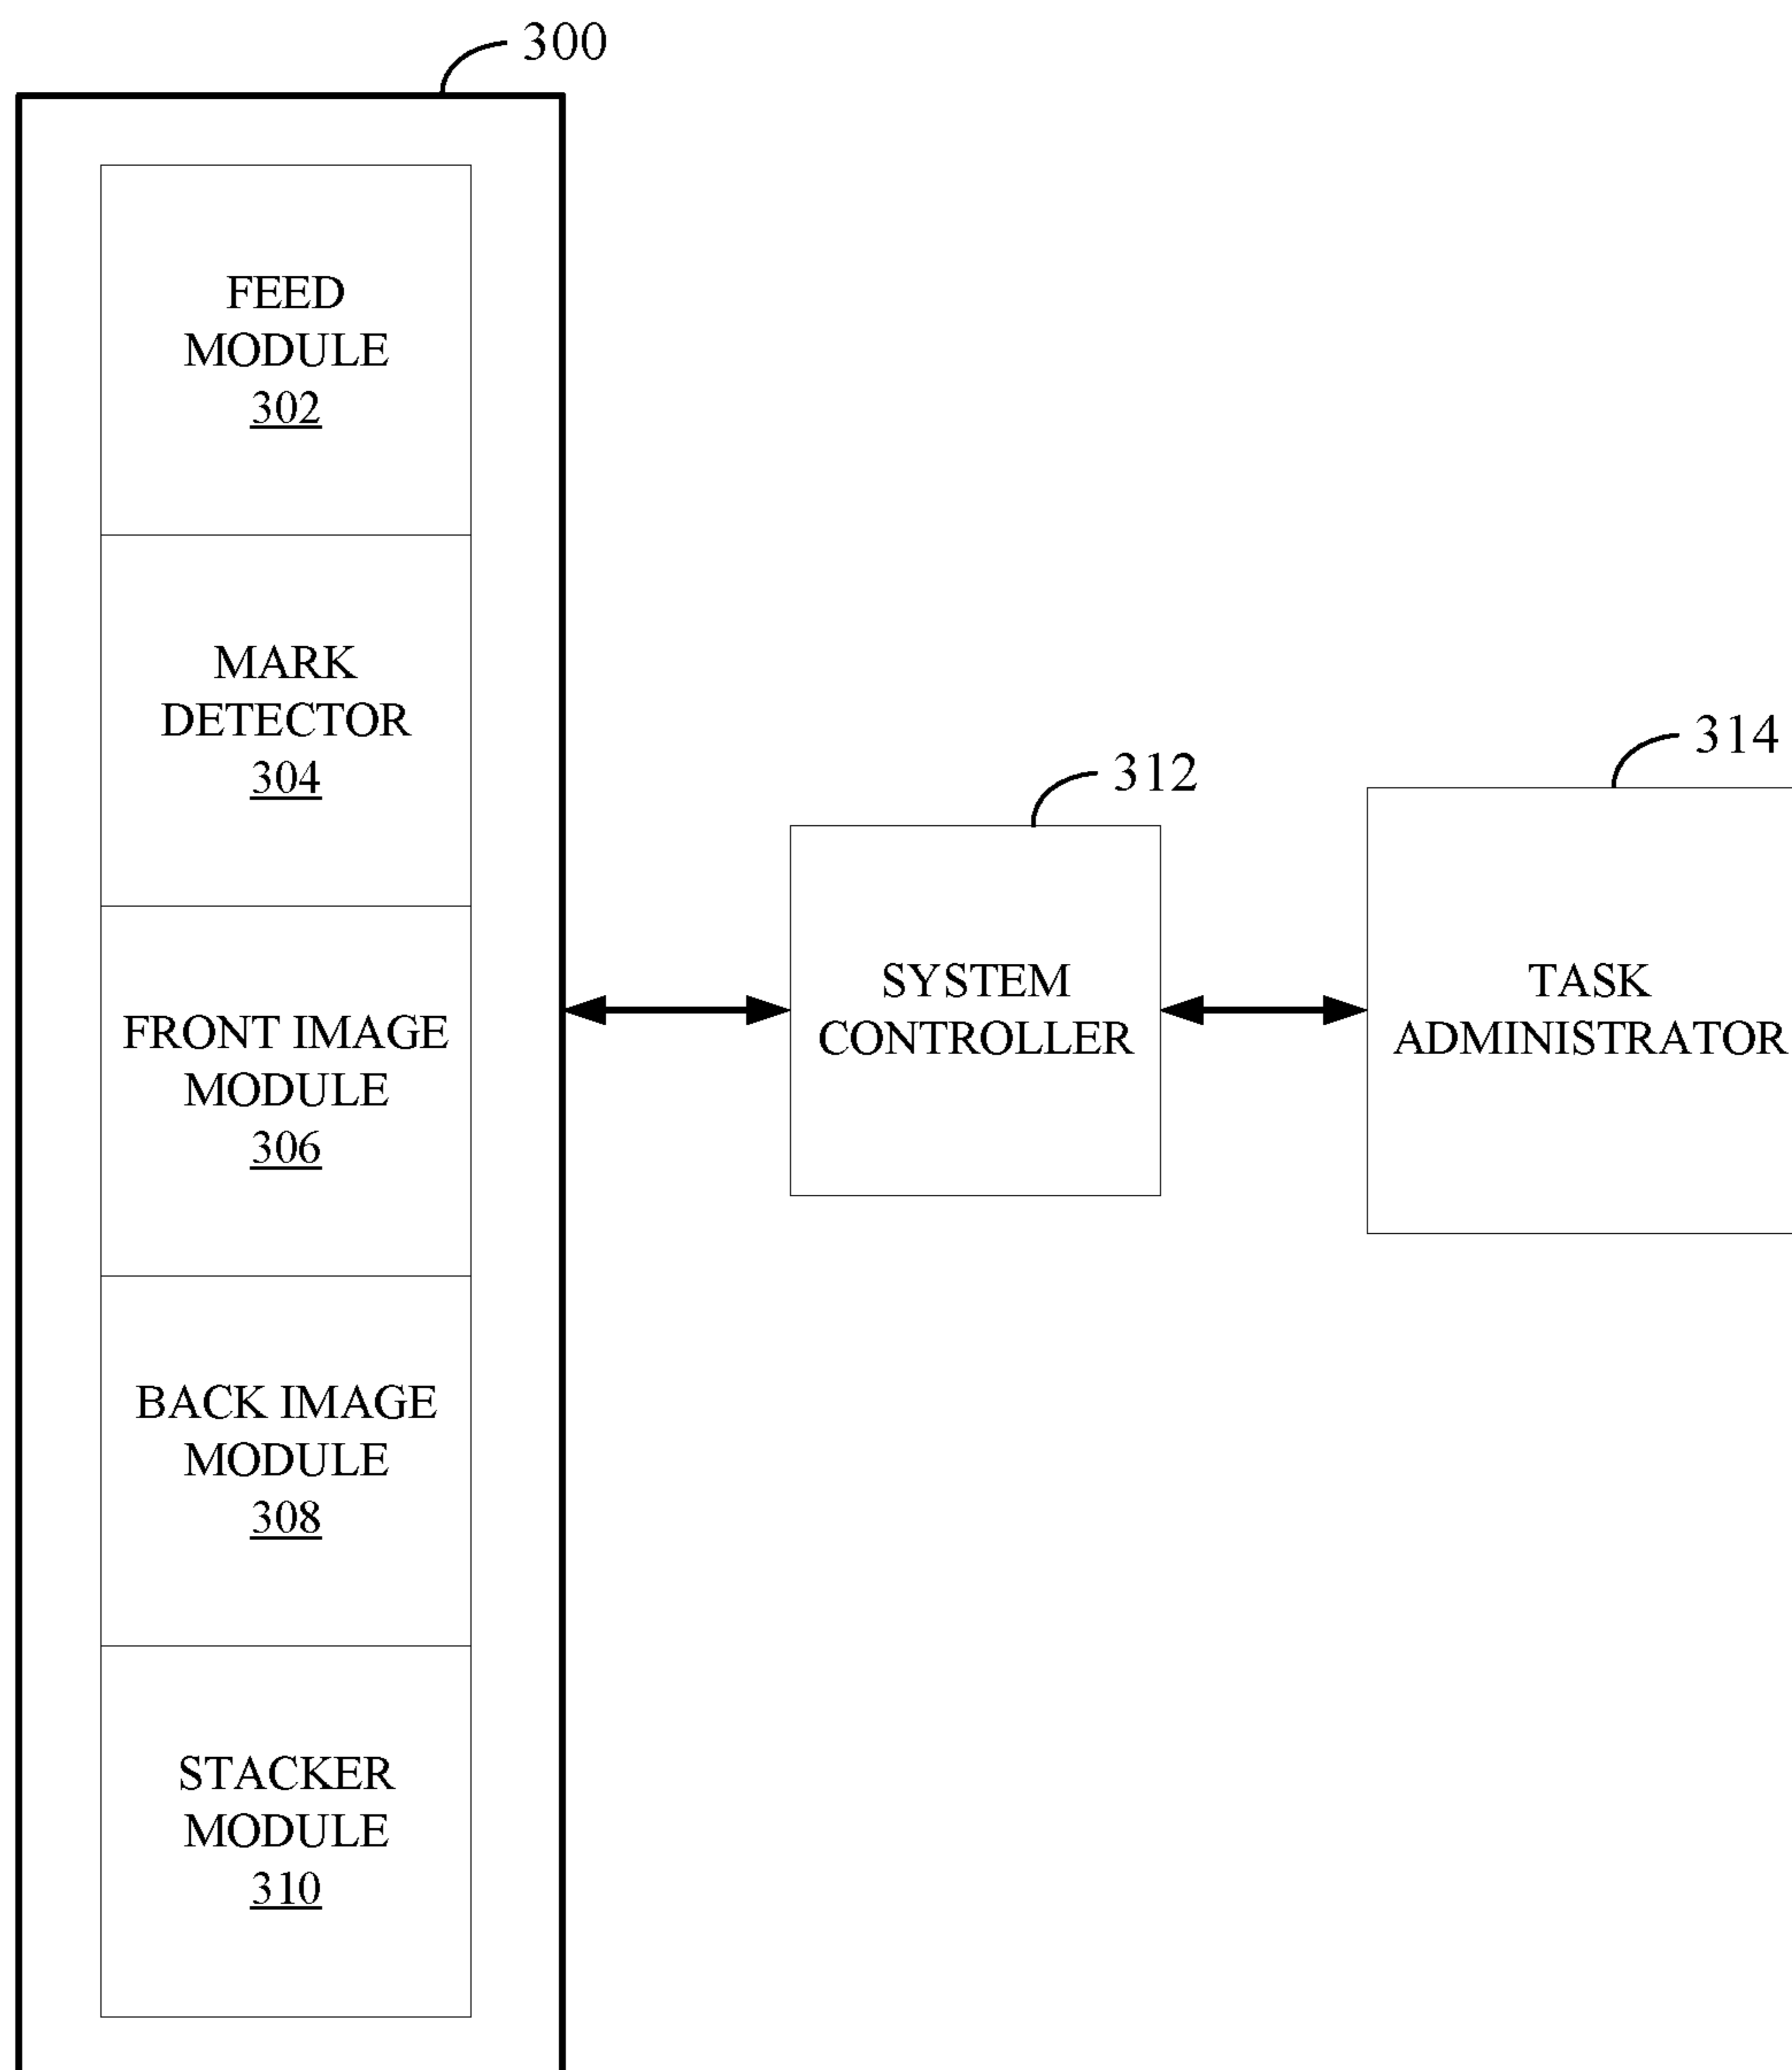 300
FEED
MODULE
302
MARK
DETECTOR
304
FRONT IMAGE
MODULE
306
BACK IMAGE
MODULE
308
STACKER
MODULE
310
312
SYSTEM
CONTROLLER
314
TASK
ADMINISTRATOR